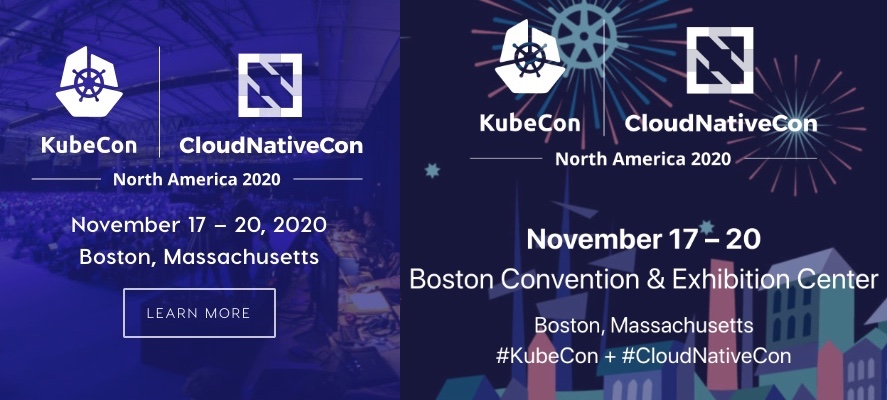 KubeCon
CloudNativeCon
North America 2020
November 17 – 20, 2020
Boston, Massachusetts
LEARN MORE
KubeCon
CloudNativeCon
North America 2020
November 17 – 20
Boston Convention & Exhibition Center
Boston, Massachusetts
#KubeCon + #CloudNativeCon